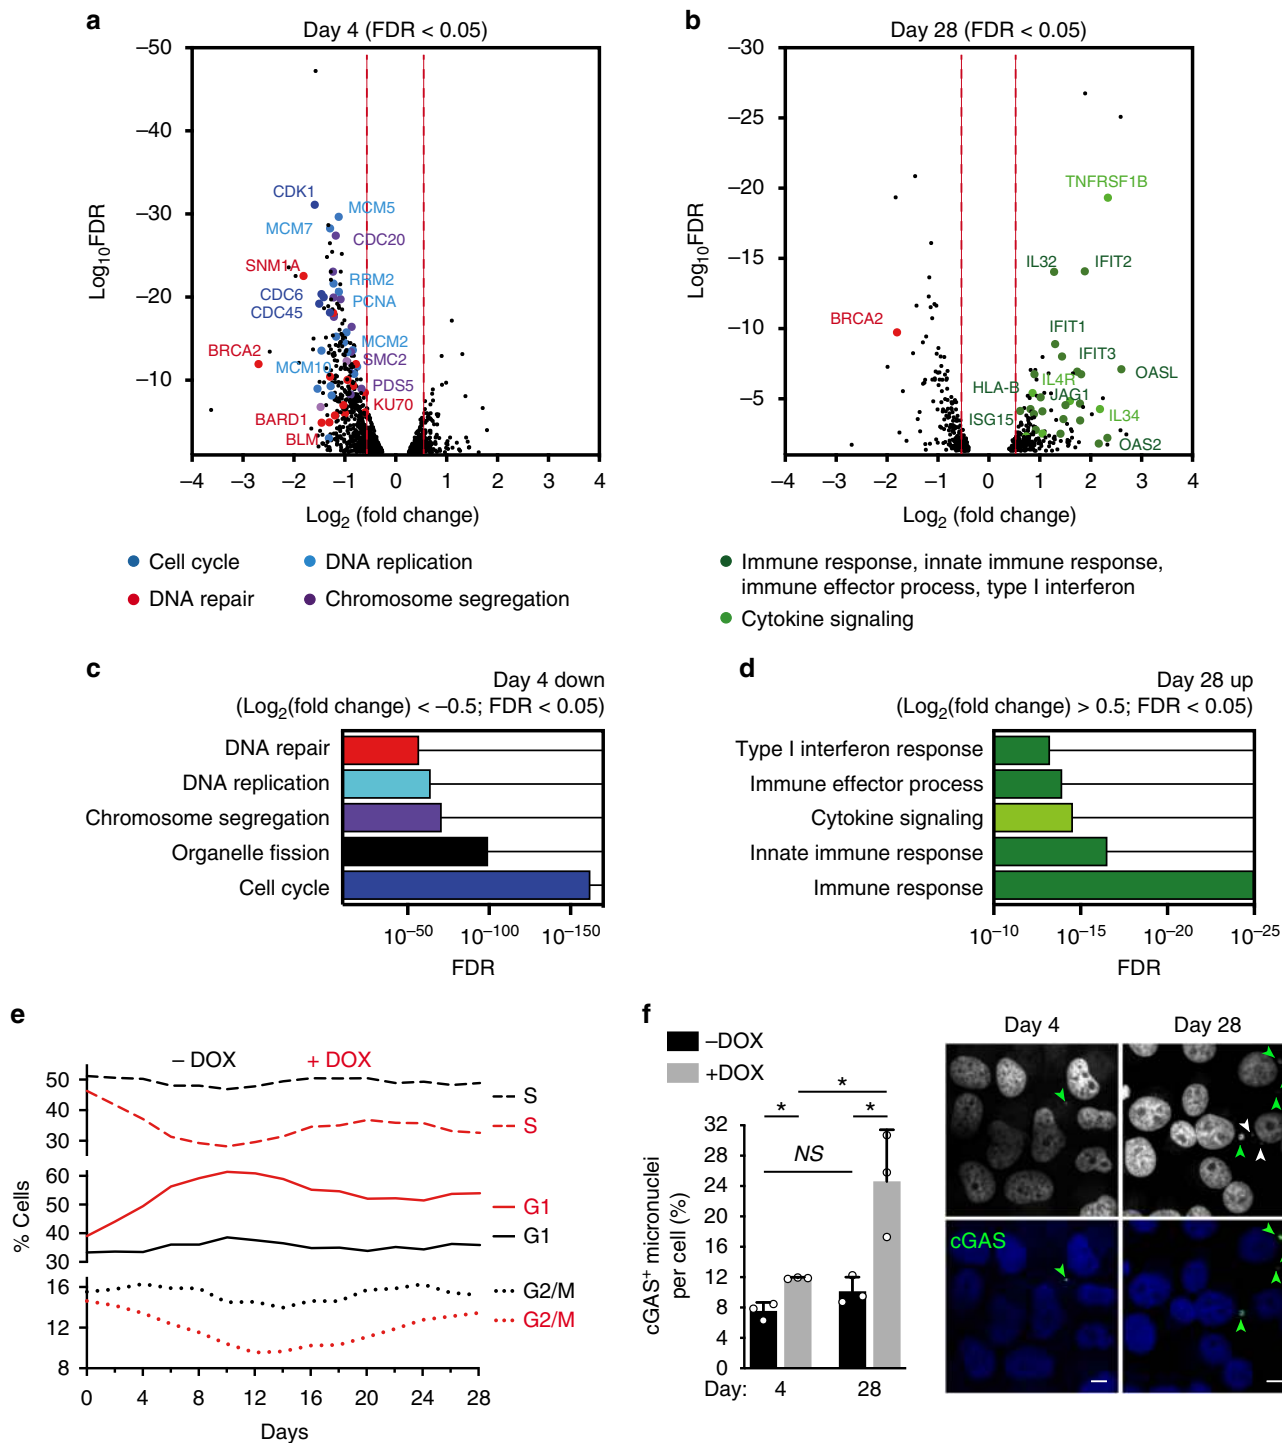 a
Day 4 (FDR < 0.05)
–50
–40
–30
–20
–10
Log10FDR
CDK1
MCM5
MCM7
CDC20
SNM1A
RRM2
CDC6
PCNA
CDC45
MCM2
BRCA2
SMC2
MCM10
PDS5
KU70
BARD1
BLM
–4 –3 –2 –1 0 1 2 3 4
Log2 (fold change)
Cell cycle
DNA replication
DNA repair
Chromosome segregation
b
Day 28 (FDR < 0.05)
–30
–25
–20
–15
–10
–5
Log10FDR
TNFRSF1B
IL32
IFIT2
BRCA2
IFIT1
IFIT3
OASL
HLA-B
IL4R
JAG1
ISG15
IL34
OAS2
–4 –3 –2 –1 0 1 2 3 4
Log2 (fold change)
Immune response, innate immune response,
immune effector process, type I interferon
Cytokine signaling
c
Day 4 down
(Log2(fold change) < –0.5; FDR < 0.05)
DNA repair
DNA replication
Chromosome segregation
Organelle fission
Cell cycle
10–50 10–100 10–150
FDR
d
Day 28 up
(Log2(fold change) > 0.5; FDR < 0.05)
Type I interferon response
Immune effector process
Cytokine signaling
Innate immune response
Immune response
10–10 10–15 10–20 10–25
FDR
e
– DOX + DOX
50
40
30
S
S
60
50
40
30
G1
G1
16
12
8
G2/M
G2/M
% Cells
0 4 8 12 16 20 24 28
Days
f
–DOX
+DOX
32
28
24
20
16
12
8
4
0
cGAS+ micronuclei
per cell (%)
*
* *
NS
Day: 4 28
Day 4 Day 28
cGAS